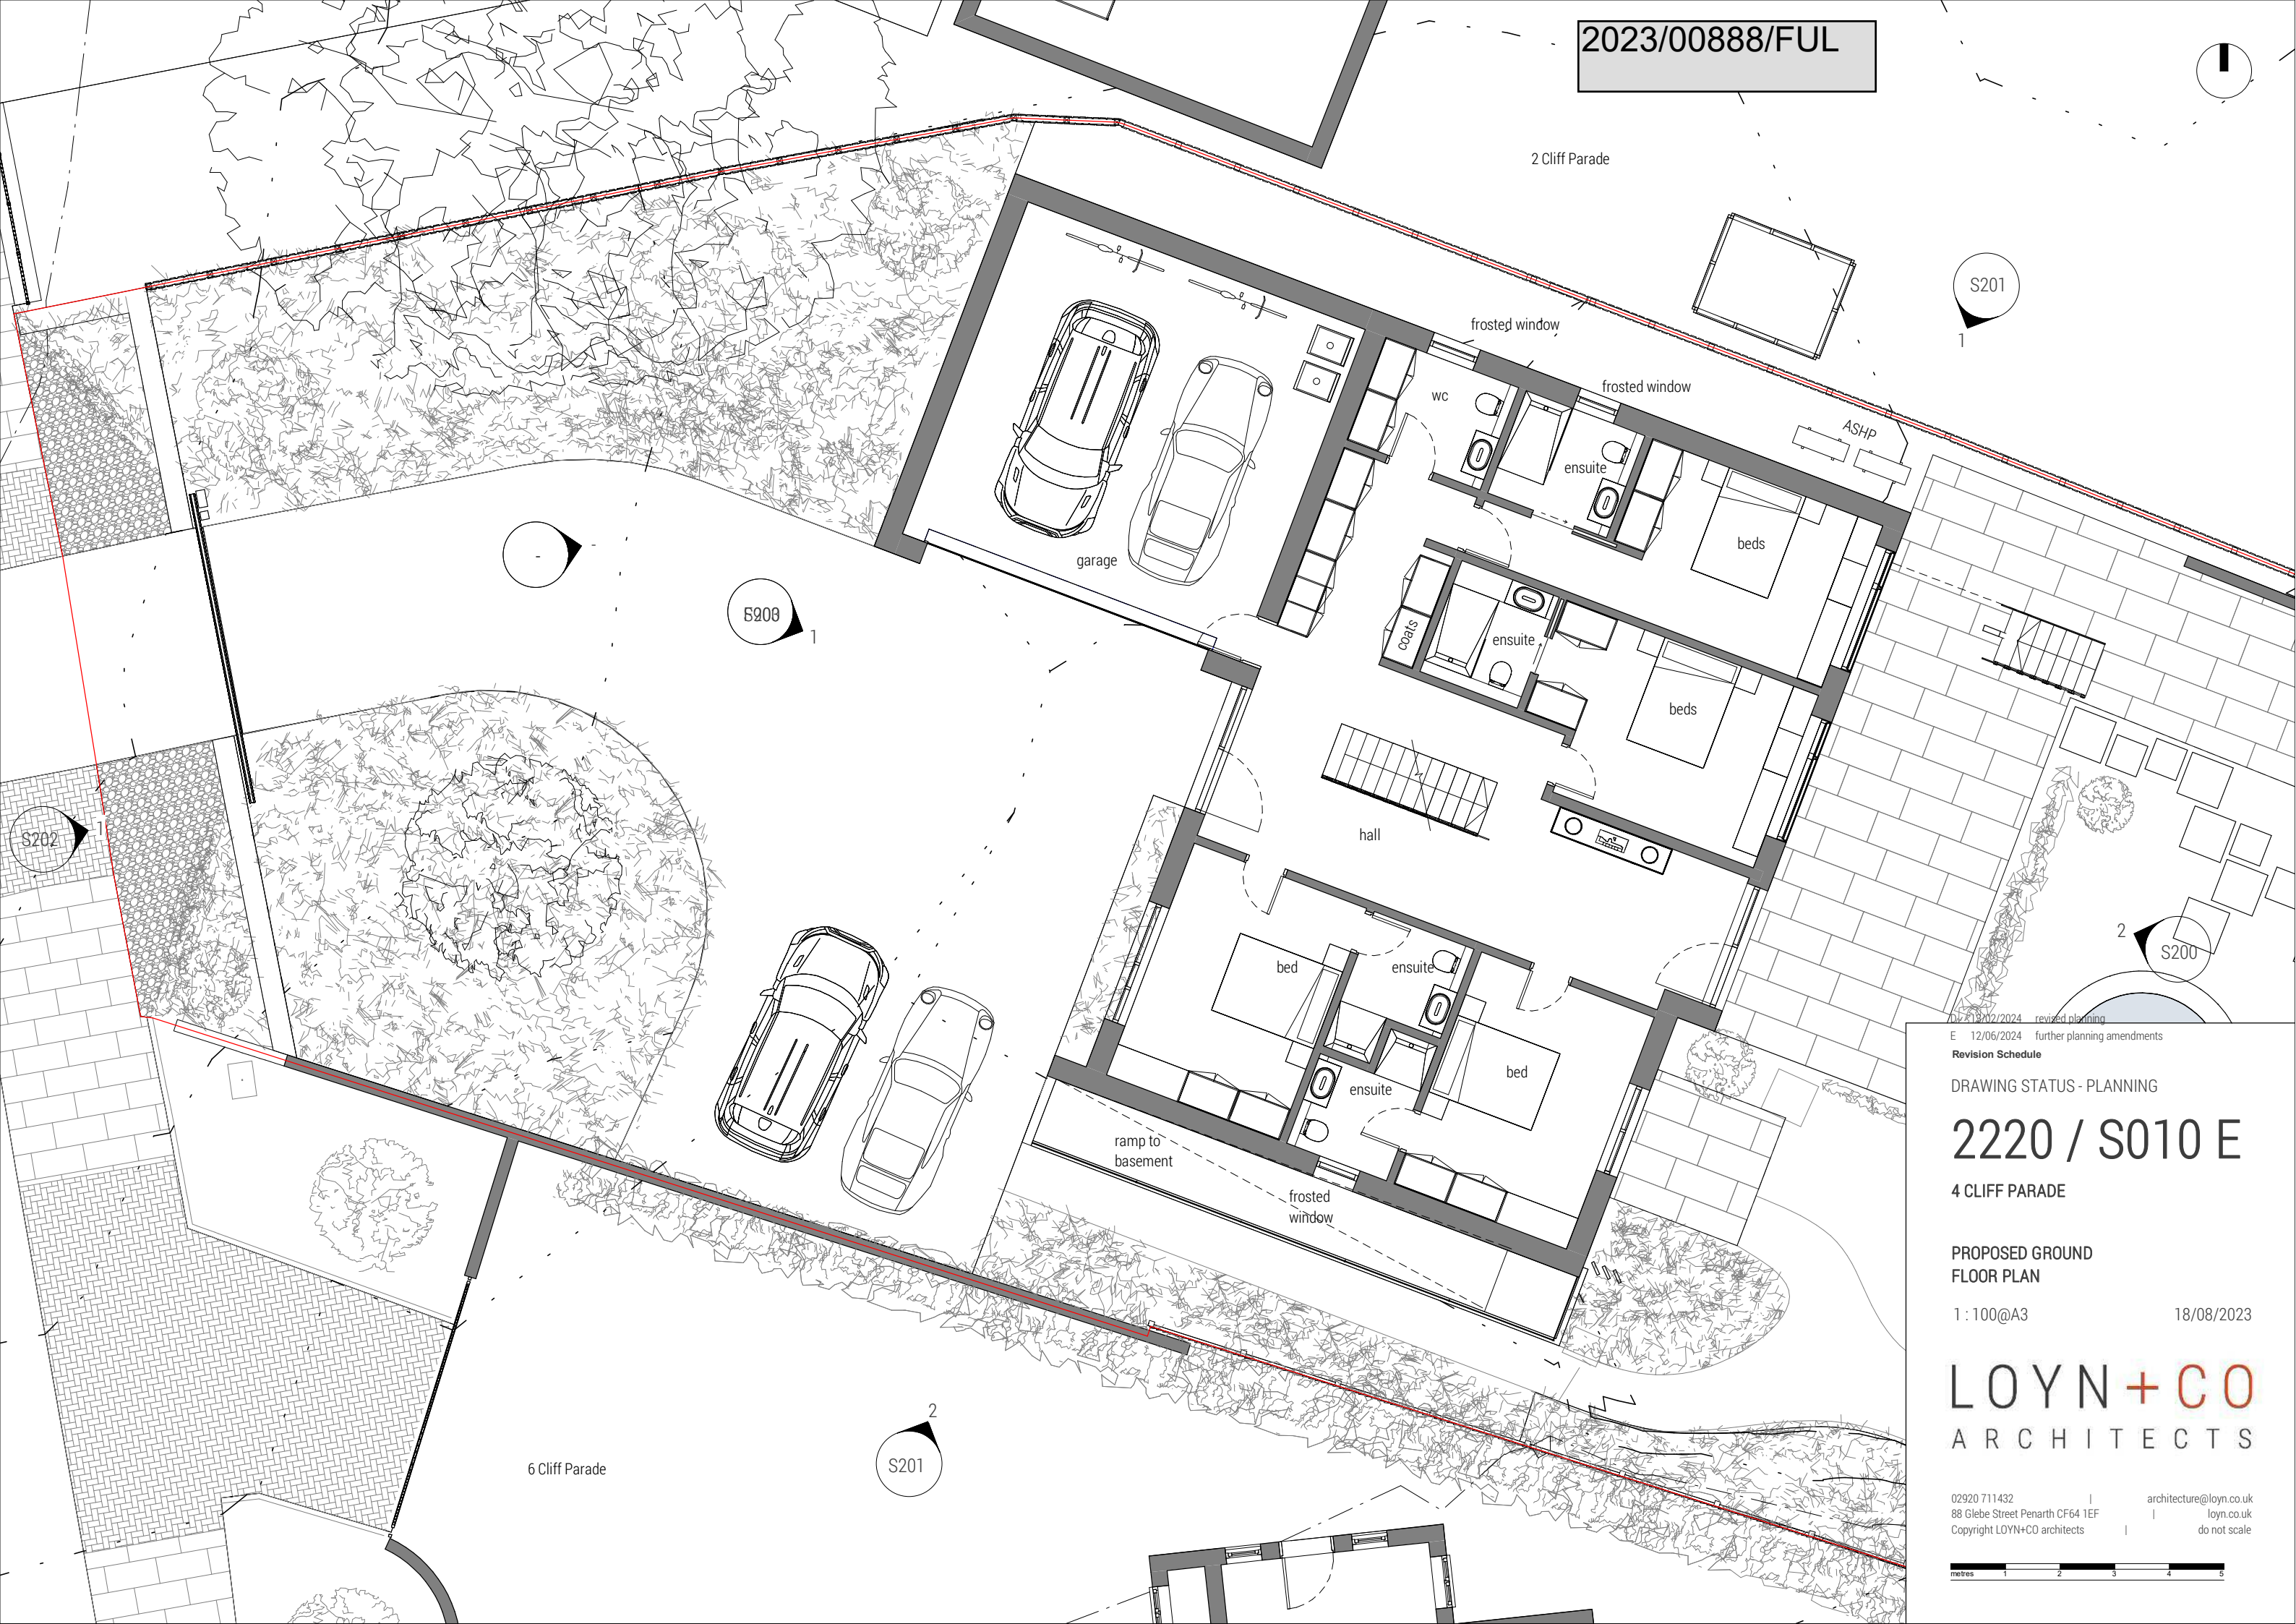 2023/00888/FUL
2 Cliff Parade
S201
1
frosted window
frosted window
wc
ensuite
ASHP
beds
garage
-
-
1
coats
ensuite
beds
S202
1
hall
2
S200
bed
ensuite
bed
ensuite
ramp to
basement
frosted
window
2
S201
6 Cliff Parade
13/02/2024 revised planning
E 12/06/2024 further planning amendments
Revision Schedule
DRAWING STATUS - PLANNING
2220 / S010 E
4 CLIFF PARADE
PROPOSED GROUND
FLOOR PLAN
1 : 100@A3 18/08/2023
LOYN+CO
ARCHITECTS
02920 711432 | architecture@loyn.co.uk
88 Glebe Street Penarth CF64 1EF | loyn.co.uk
Copyright LOYN+CO architects | do not scale
metres 1 2 3 4 5